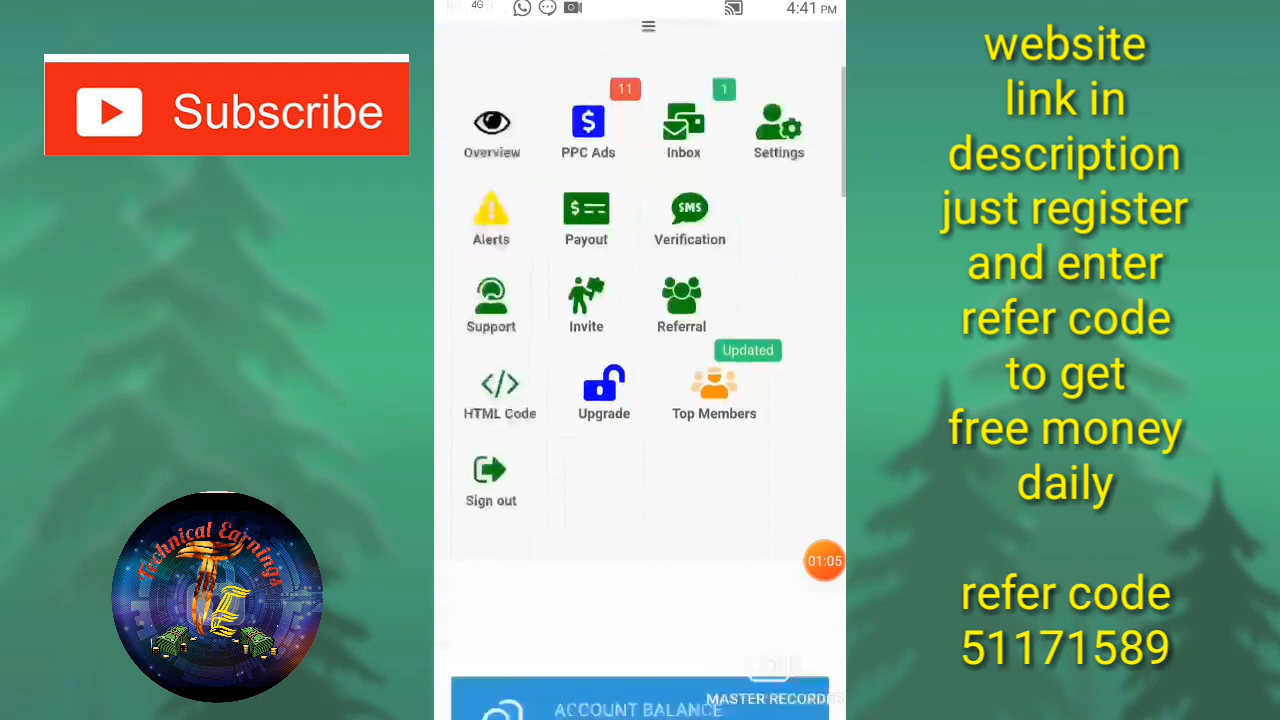 4G
4:41 PM
Subscribe
11
1
Overview
PPC Ads
Inbox
Settings
Alerts
Payout
SMS
Verification
Support
Invite
Referral
Updated
HTML Code
Upgrade
Top Members
Sign out
01:05
MASTER RECORDER
ACCOUNT BALANCE
Technical Earnings
TE
website
link in
description
just register
and enter
refer code
to get
free money
daily
refer code
51171589